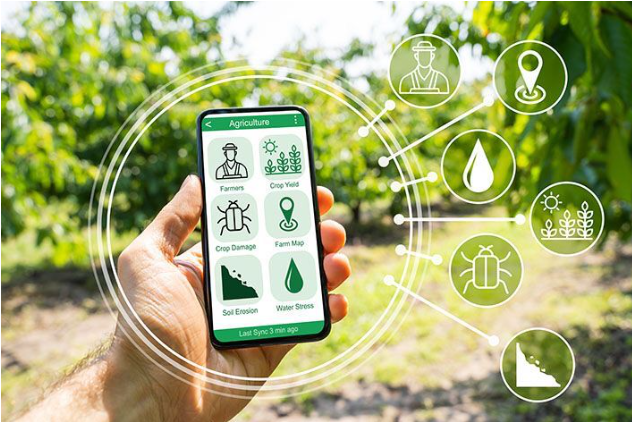 Agriculture
Farmers
Crop Yield
Crop Damage
Farm Map
Soil Erosion
Water Stress
Last Sync 3 min ago